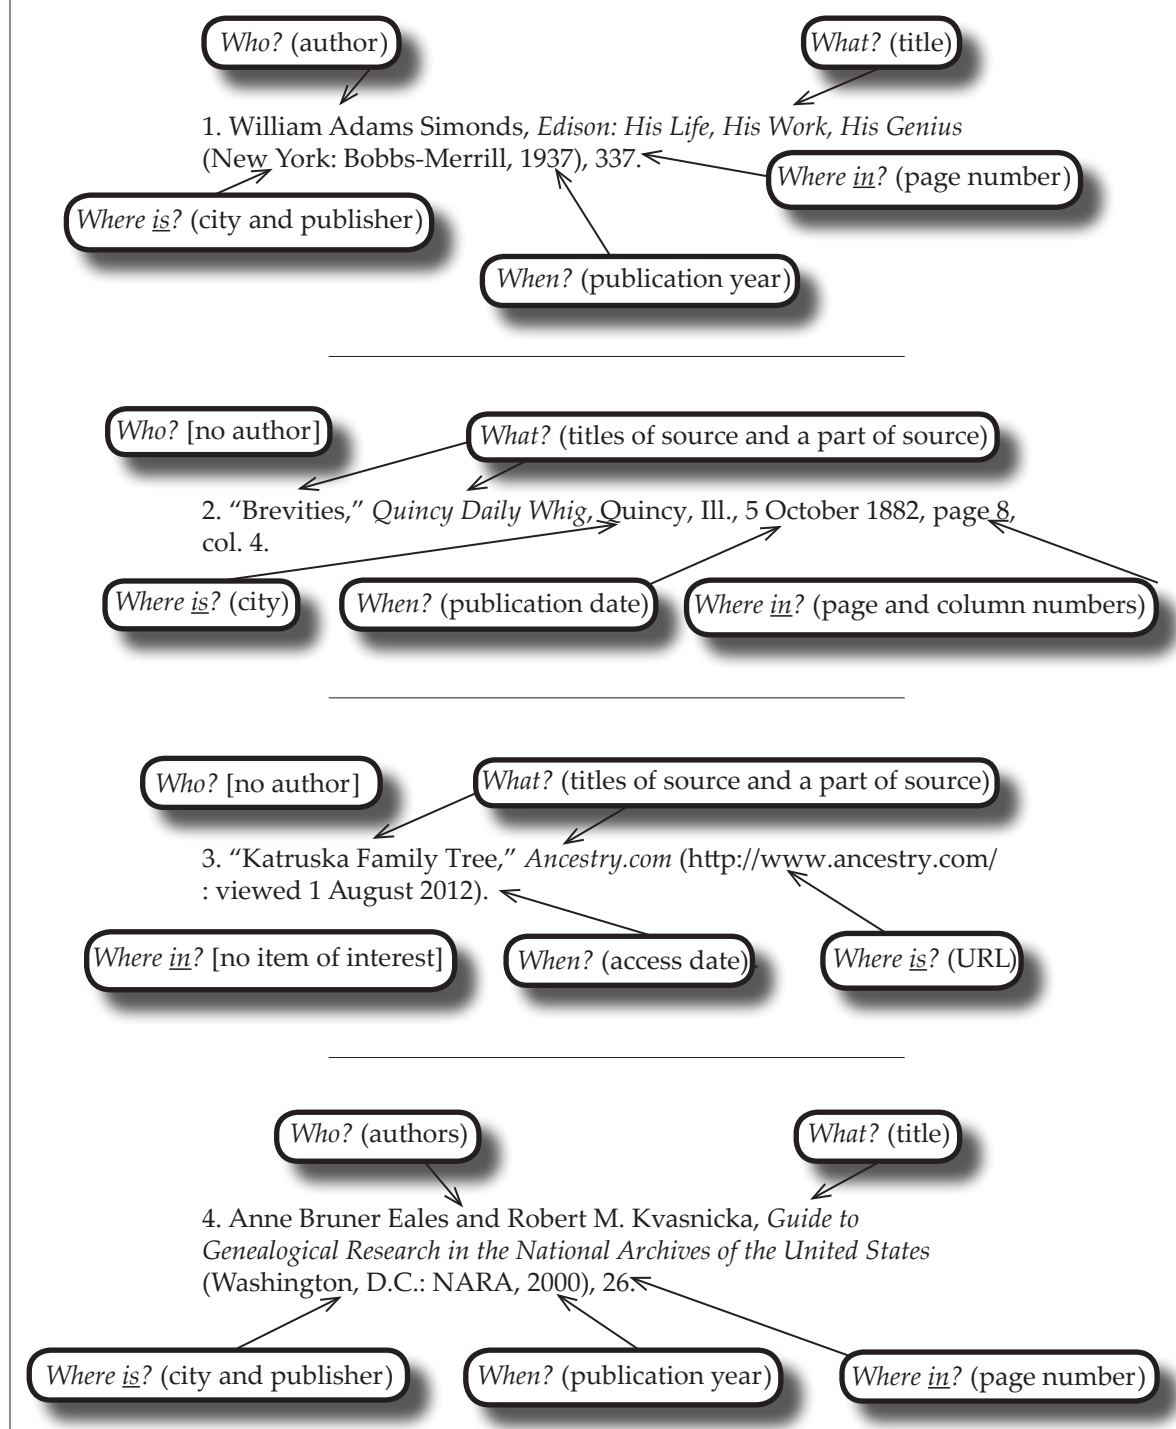 Who? (author)
What? (title)
1. William Adams Simonds, Edison: His Life, His Work, His Genius
(New York: Bobbs-Merrill, 1937), 337.
Where in? (page number)
Where is? (city and publisher)
When? (publication year)
Who? [no author]
What? (titles of source and a part of source)
2. “Brevities,” Quincy Daily Whig, Quincy, Ill., 5 October 1882, page 8,
col. 4.
Where is? (city)
When? (publication date)
Where in? (page and column numbers)
Who? [no author]
What? (titles of source and a part of source)
3. “Katruska Family Tree,” Ancestry.com (http://www.ancestry.com/
: viewed 1 August 2012).
Where in? [no item of interest]
When? (access date).
Where is? (URL)
Who? (authors)
What? (title)
4. Anne Bruner Eales and Robert M. Kvasnicka, Guide to
Genealogical Research in the National Archives of the United States
(Washington, D.C.: NARA, 2000), 26.
Where is? (city and publisher)
When? (publication year)
Where in? (page number)